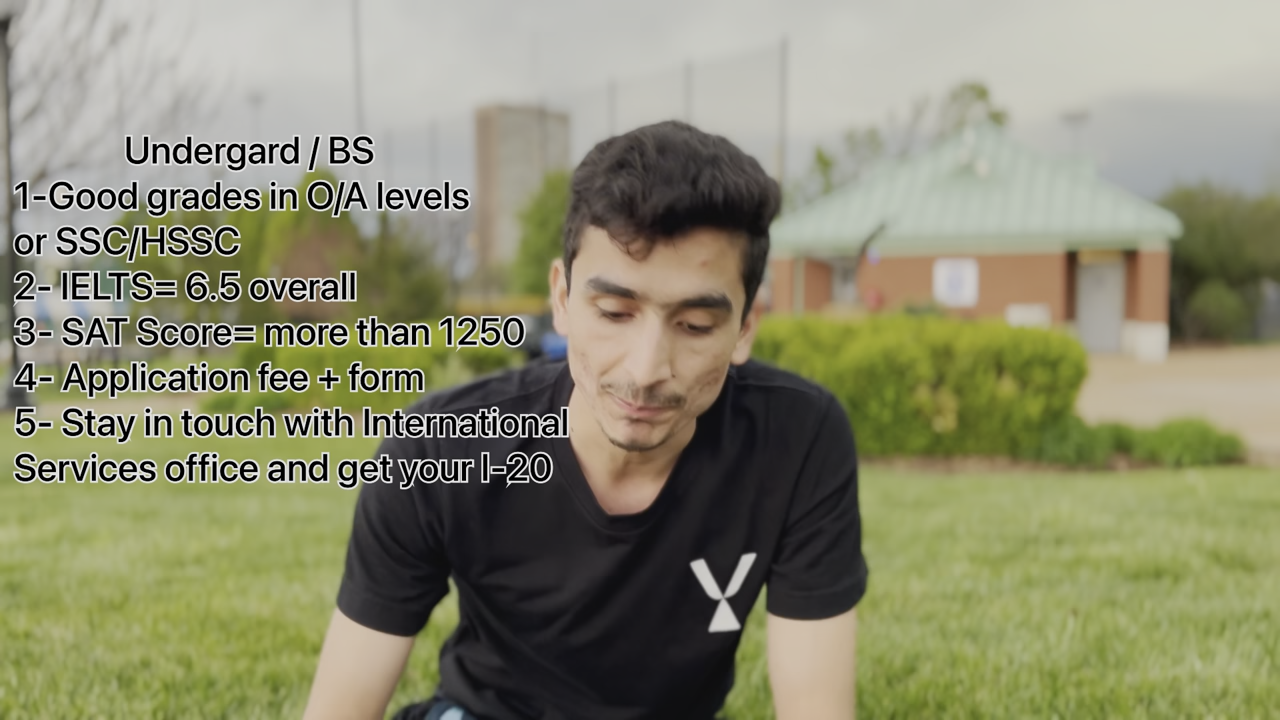 Undergard / BS
1-Good grades in O/A levels
or SSC/HSSC
2- IELTS= 6.5 overall
3- SAT Score= more than 1250
4- Application fee + form
5- Stay in touch with International
Services office and get your I-20